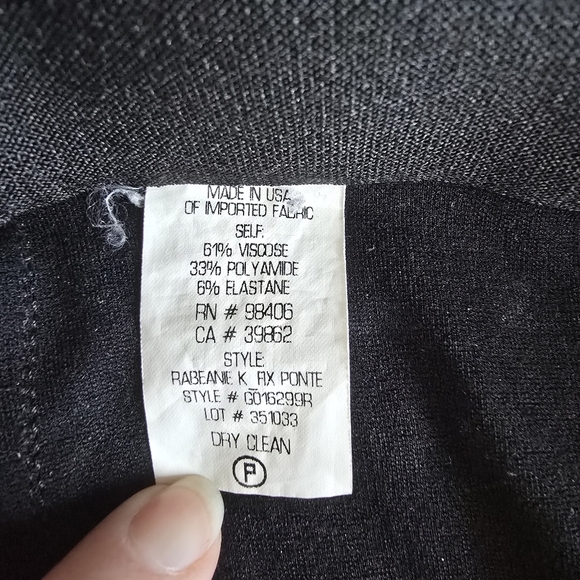 MADE IN USA
OF IMPORTED FABRIC
SELF:
61% VISCOSE
33% POLYAMIDE
6% ELASTANE
RN # 98406
CA # 39862
STYLE:
RABEANIE K_FIX PONTE
STYLE # G016299R
LOT # 351033
DRY CLEAN
P